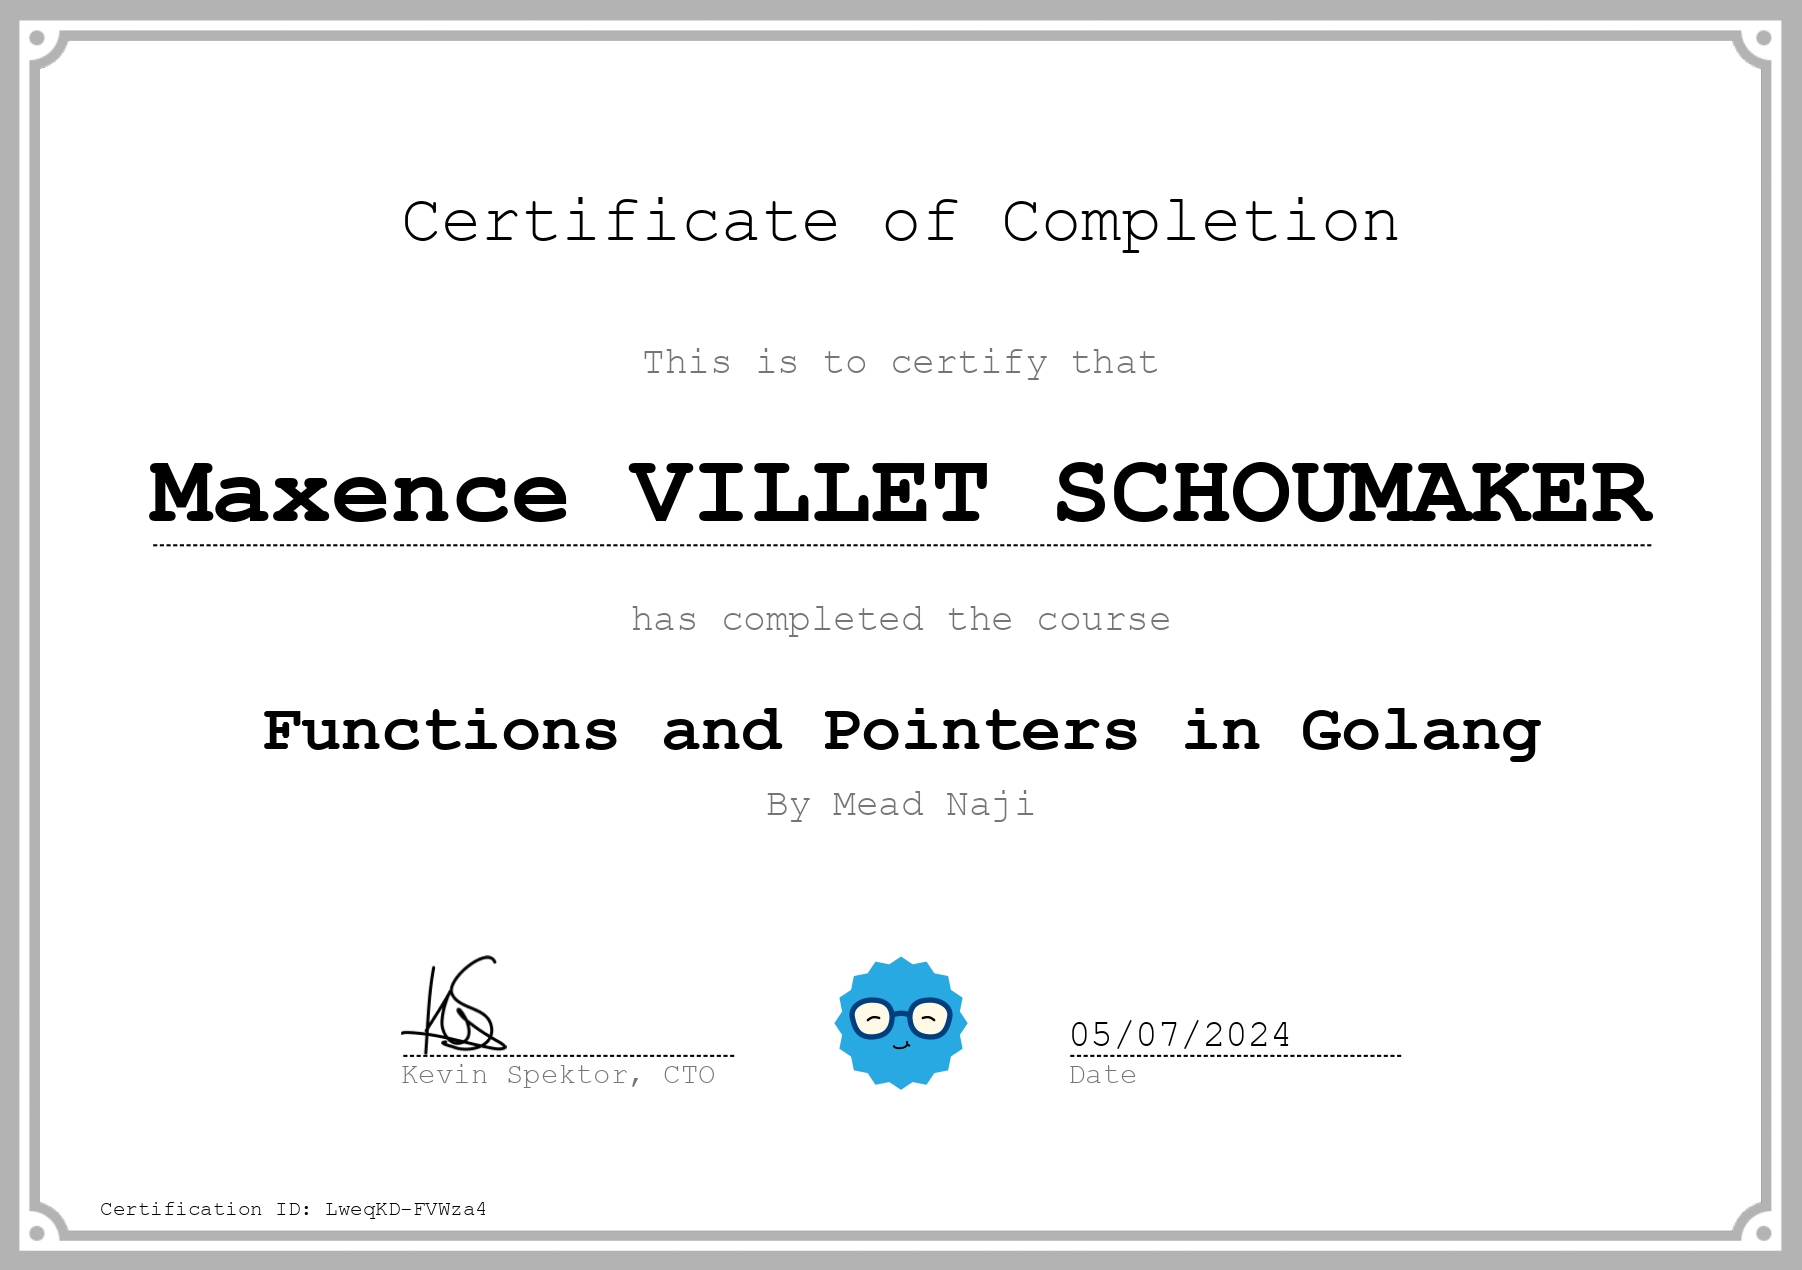 Certificate of Completion
This is to certify that
Maxence VILLET SCHOUMAKER
has completed the course
Functions and Pointers in Golang
By Mead Naji
05/07/2024
Kevin Spektor, CTO
Date
Certification ID: LweqKD-FVWza4